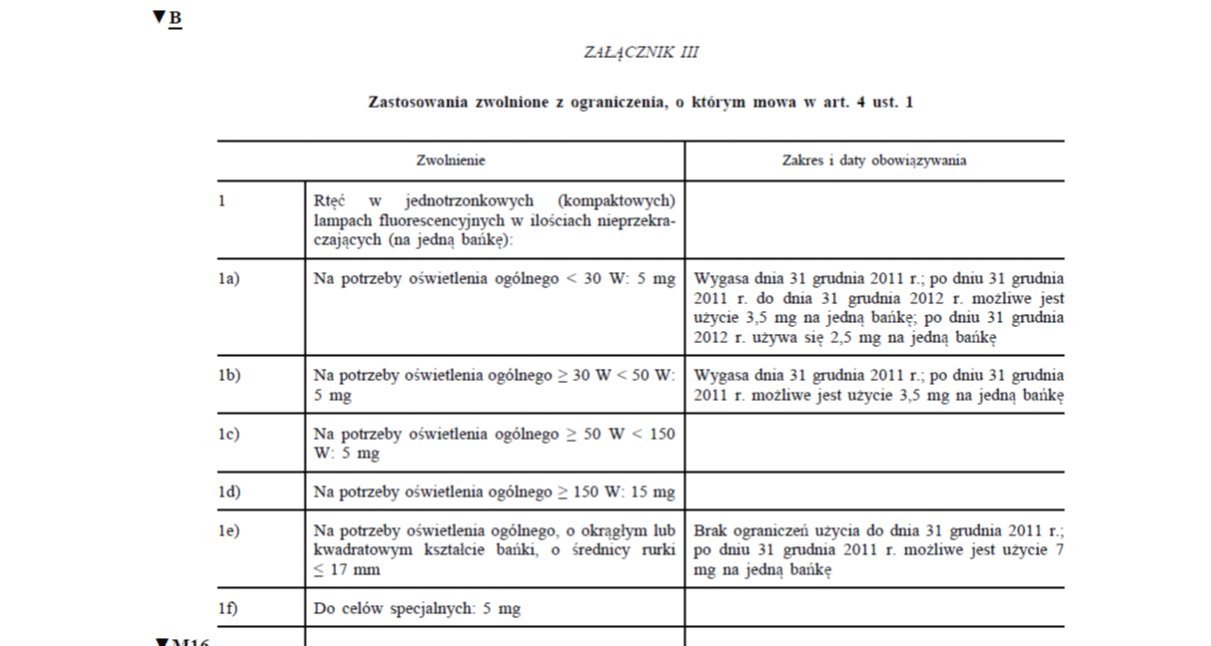 ▼B
ZAŁĄCZNIK III
Zastosowania zwolnione z ograniczenia, o którym mowa w art. 4 ust. 1
Zwolnienie
Zakres i daty obowiązywania
1
Rtęć w jednotrzonkowych (kompaktowych)
lampach fluorescencyjnych w ilościach nieprzekra-
czających (na jedną bańkę):
1a)
Na potrzeby oświetlenia ogólnego < 30 W: 5 mg
Wygasa dnia 31 grudnia 2011 r.; po dniu 31 grudnia
2011 r. do dnia 31 grudnia 2012 r. możliwe jest
użycie 3,5 mg na jedną bańkę; po dniu 31 grudnia
2012 r. używa się 2,5 mg na jedną bańkę
1b)
Na potrzeby oświetlenia ogólnego ≥ 30 W < 50 W:
5 mg
Wygasa dnia 31 grudnia 2011 r.; po dniu 31 grudnia
2011 r. możliwe jest użycie 3,5 mg na jedną bańkę
1c)
Na potrzeby oświetlenia ogólnego ≥ 50 W < 150
W: 5 mg
1d)
Na potrzeby oświetlenia ogólnego ≥ 150 W: 15 mg
1e)
Na potrzeby oświetlenia ogólnego, o okrągłym lub
kwadratowym kształcie bańki, o średnicy rurki
≤ 17 mm
Brak ograniczeń użycia do dnia 31 grudnia 2011 r.;
po dniu 31 grudnia 2011 r. możliwe jest użycie 7
mg na jedną bańkę
1f)
Do celów specjalnych: 5 mg
▼M16